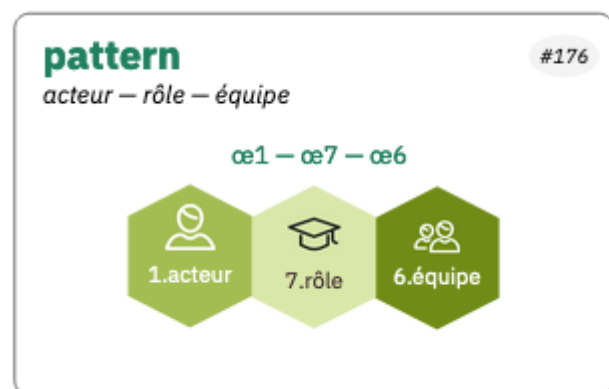 pattern
#176
acteur — rôle — équipe
œ1 — œ7 — œ6
1.acteur
7.rôle
6.équipe